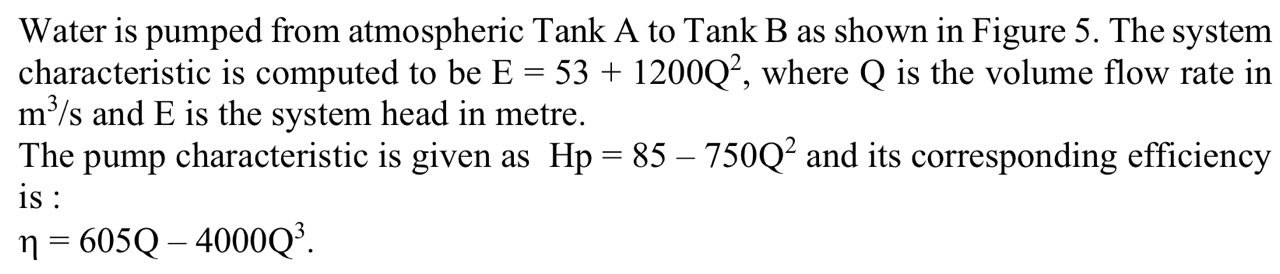 Water is pumped from atmospheric Tank A to Tank B as shown in Figure 5. The system
characteristic is computed to be E = 53 + 1200Q², where Q is the volume flow rate in
m³/s and E is the system head in metre.
The pump characteristic is given as Hp = 85 – 750Q² and its corresponding efficiency
is :
η = 605Q – 4000Q³.